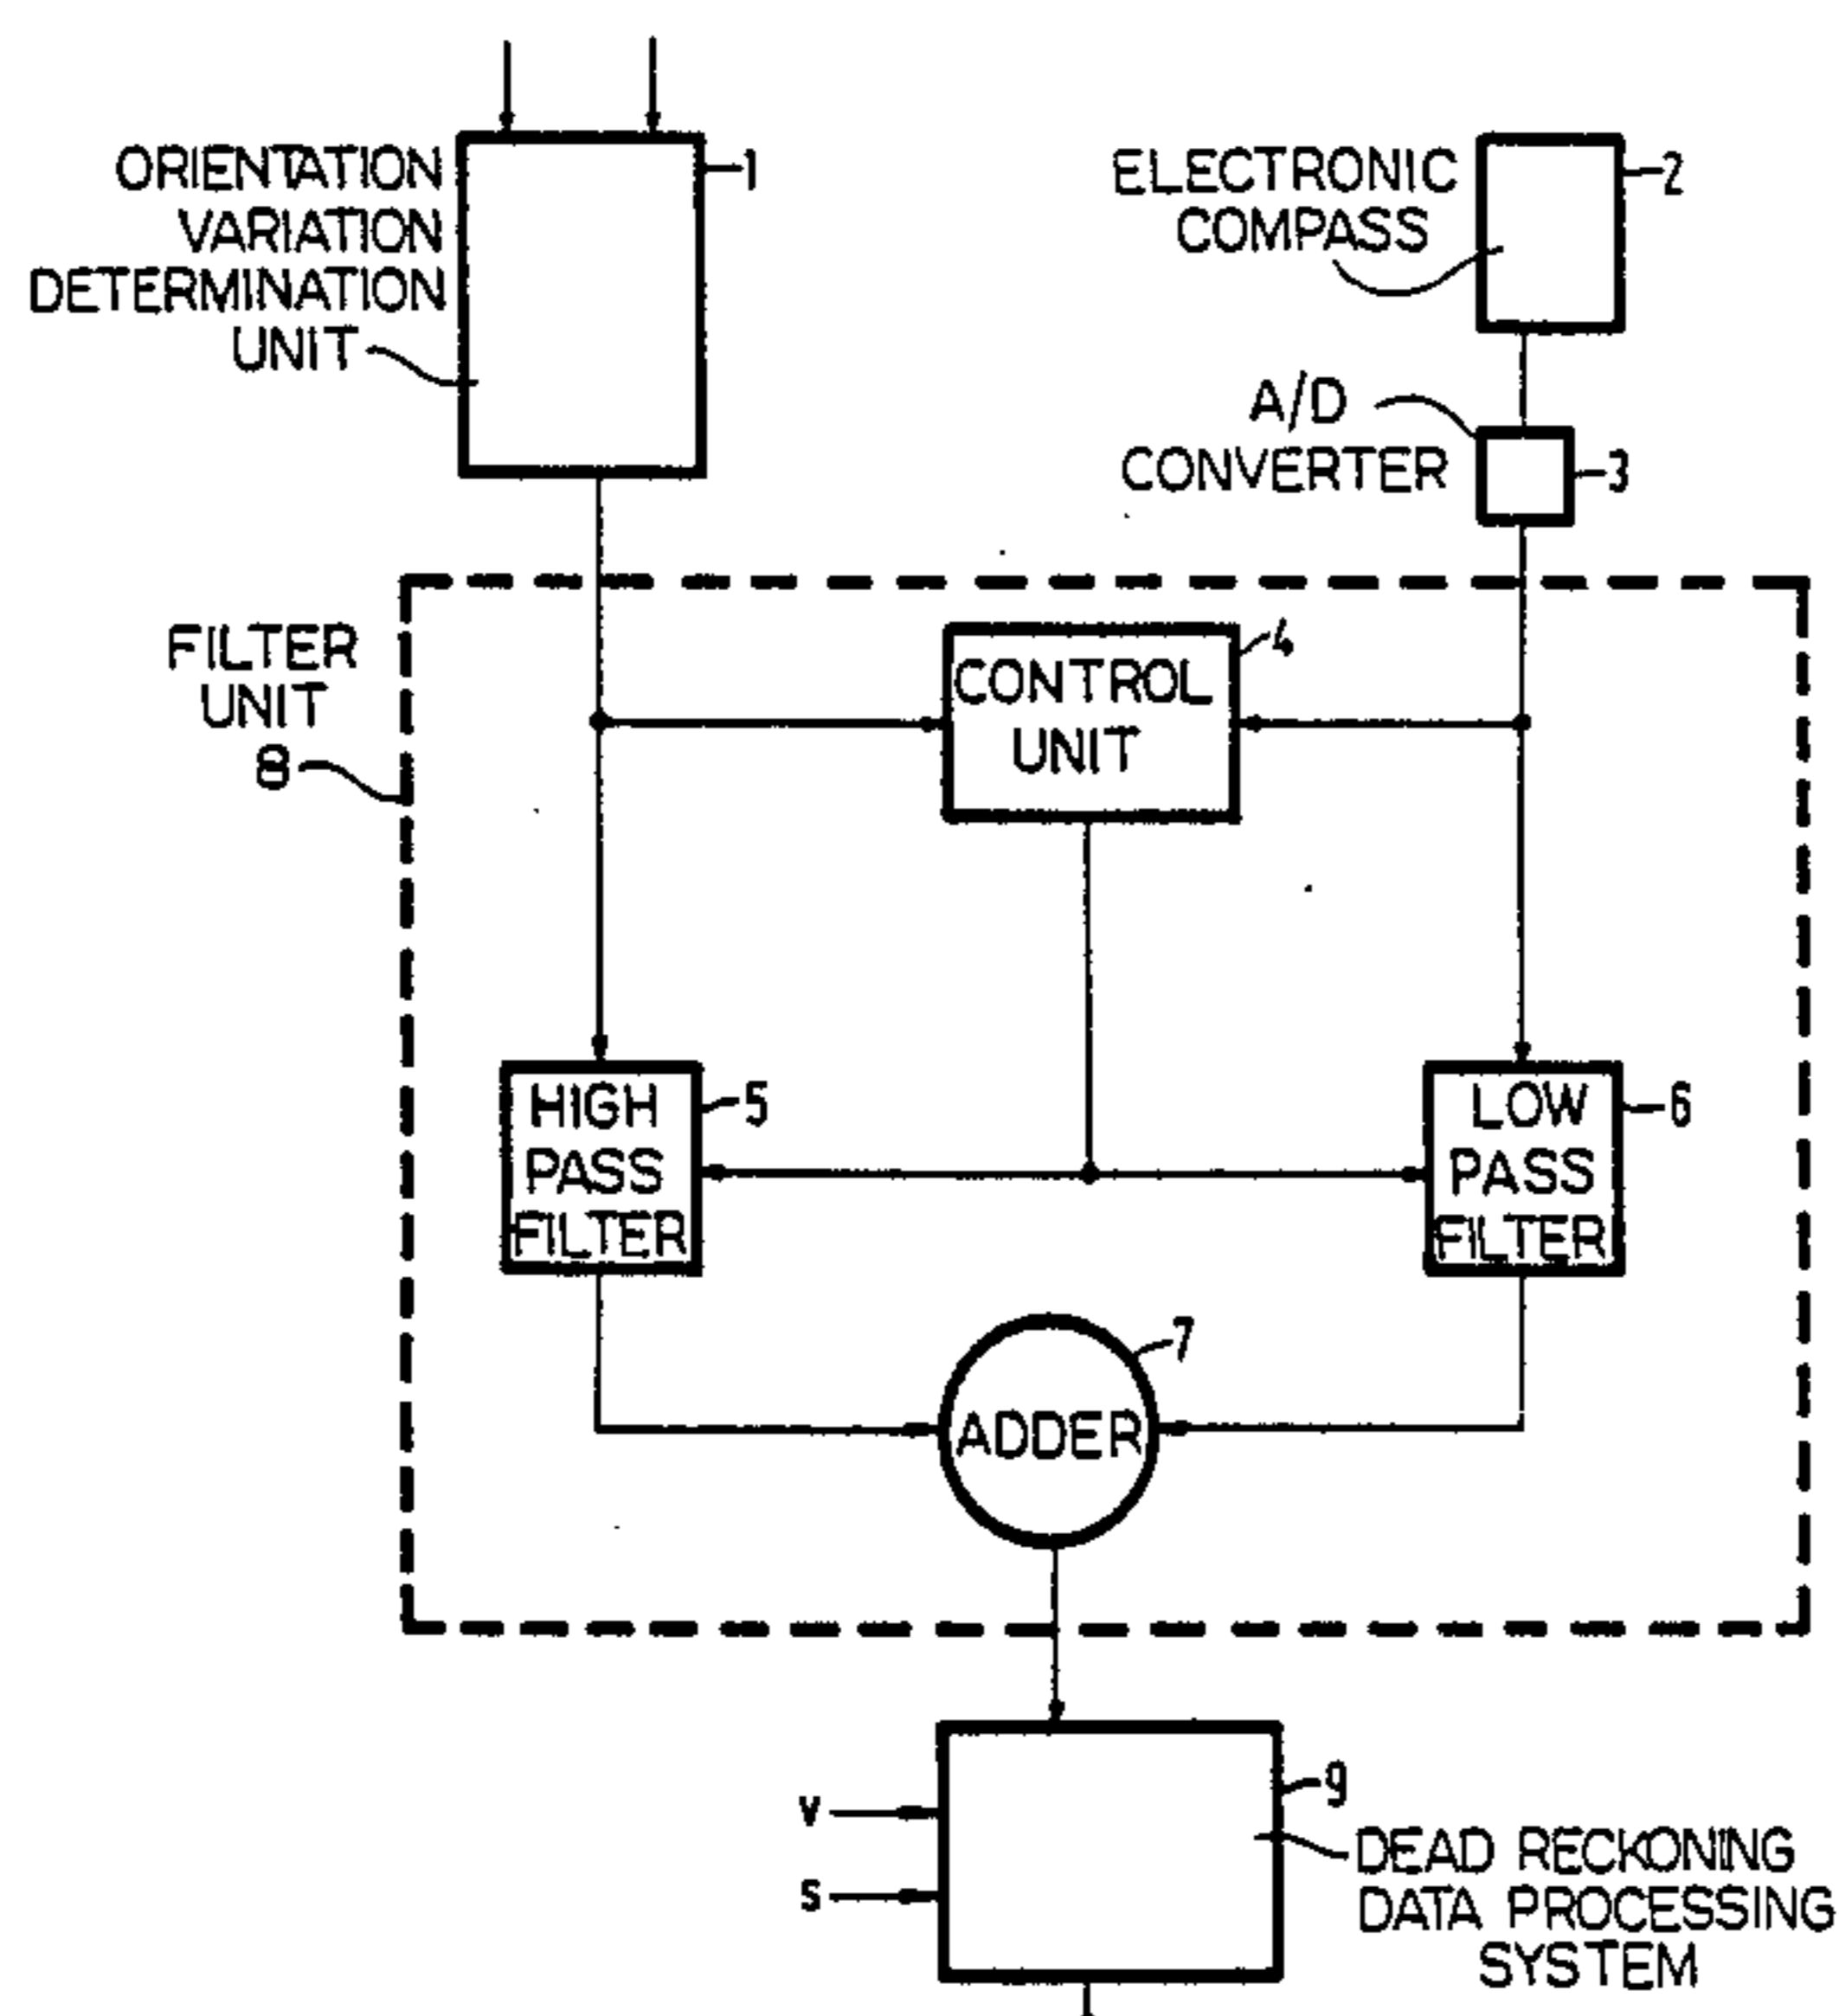 ORIENTATION
VARIATION
DETERMINATION
UNIT
1
ELECTRONIC
COMPASS
2
A/D
CONVERTER
3
FILTER
UNIT
8
CONTROL
UNIT
4
HIGH
PASS
FILTER
5
LOW
PASS
FILTER
6
ADDER
7
V
S
9
DEAD RECKONING
DATA PROCESSING
SYSTEM